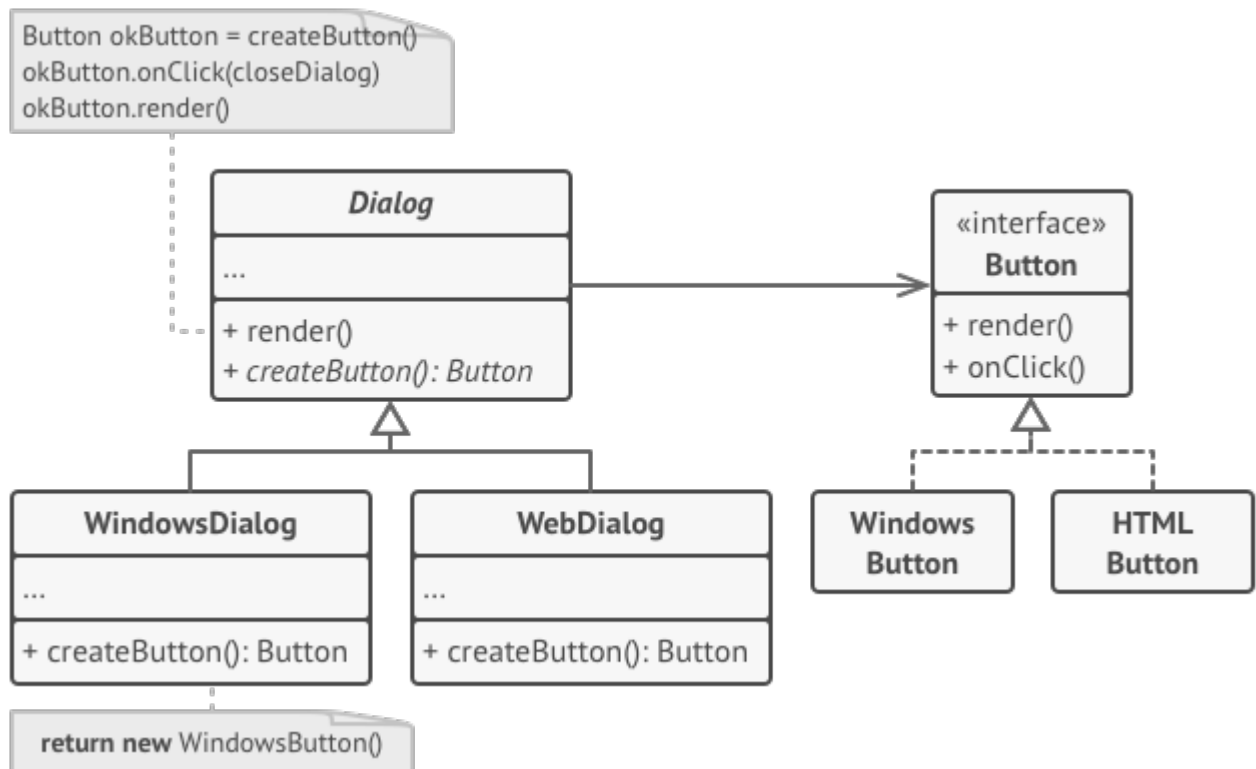 Button okButton = createButton()
okButton.onClick(closeDialog)
okButton.render()
Dialog
...
+ render()
+ createButton(): Button
«interface»
Button
+ render()
+ onClick()
WindowsDialog
...
+ createButton(): Button
WebDialog
...
+ createButton(): Button
Windows
Button
HTML
Button
return new WindowsButton()